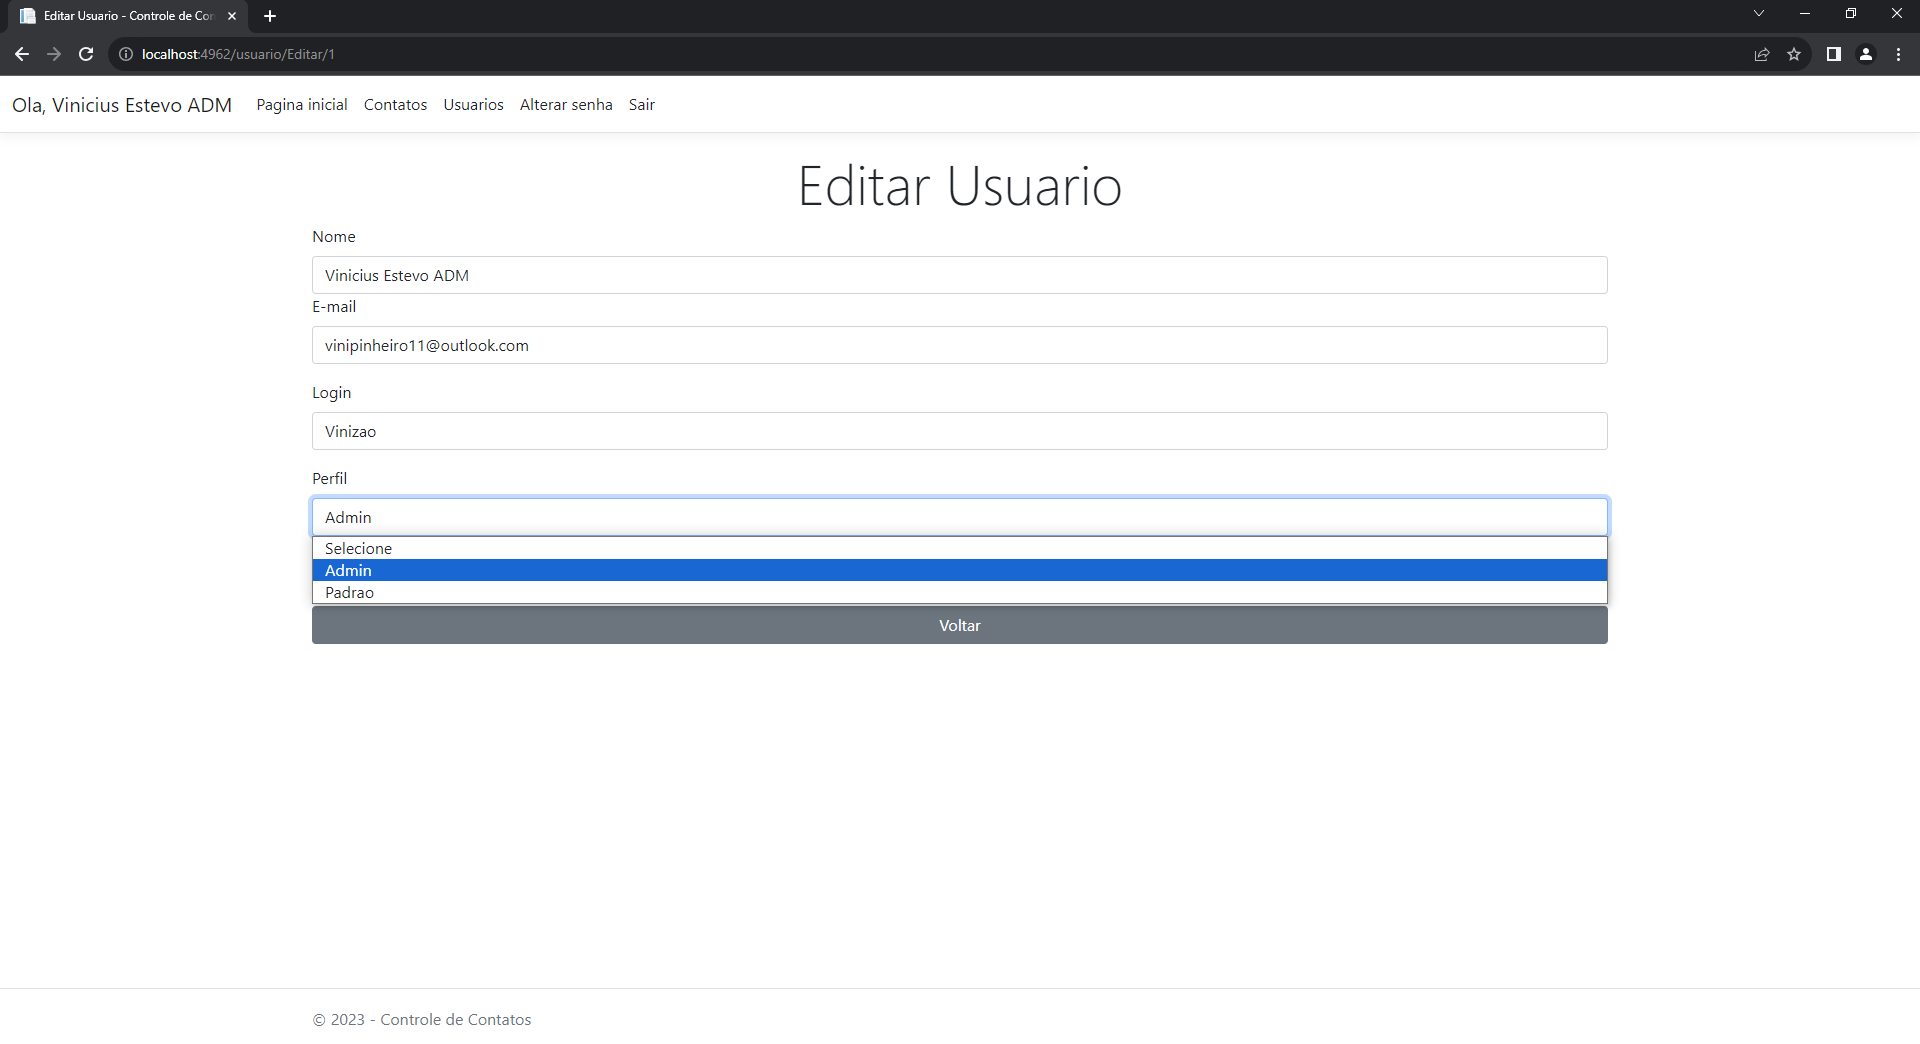 Editar Usuario - Controle de Con
localhost:4962/usuario/Editar/1
Ola, Vinicius Estevo ADM Pagina inicial Contatos Usuarios Alterar senha Sair
Editar Usuario
Nome
Vinicius Estevo ADM
E-mail
vinipinheiro11@outlook.com
Login
Vinizao
Perfil
Admin
Selecione
Admin
Padrao
Voltar
© 2023 - Controle de Contatos